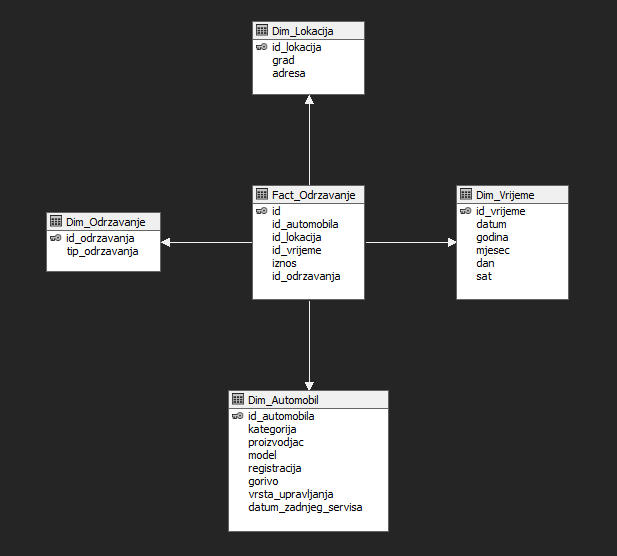 Dim_Lokacija
id_lokacija
grad
adresa
Dim_Odrzavanje
id_odrzavanja
tip_odrzavanja
Fact_Odrzavanje
id
id_automobila
id_lokacija
id_vrijeme
iznos
id_odrzavanja
Dim_Vrijeme
id_vrijeme
datum
godina
mjesec
dan
sat
Dim_Automobil
id_automobila
kategorija
proizvodjac
model
registracija
gorivo
vrsta_upravljanja
datum_zadnjeg_servisa